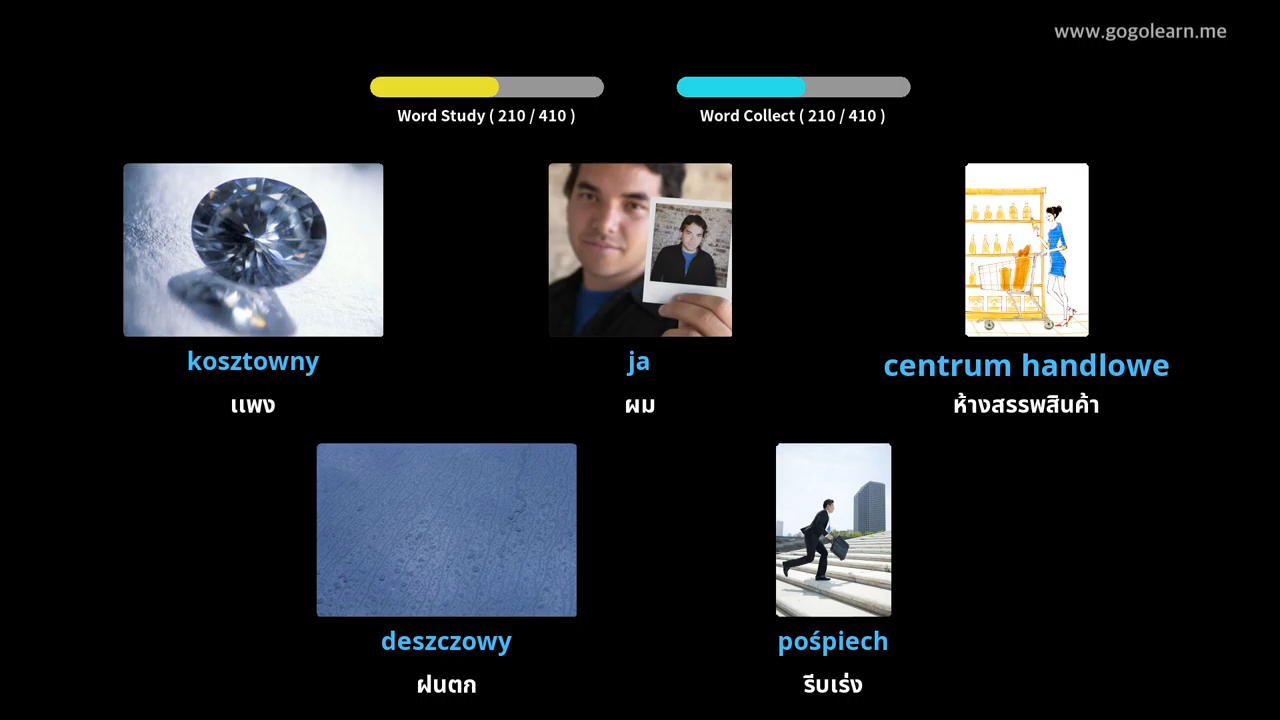 www.gogolearn.me
Word Study ( 210 / 410 )
Word Collect ( 210 / 410 )
kosztowny
ja
centrum handlowe
แพง
ผม
ห้างสรรพสินค้า
deszczowy
pośpiech
ฝนตก
รีบเร่ง